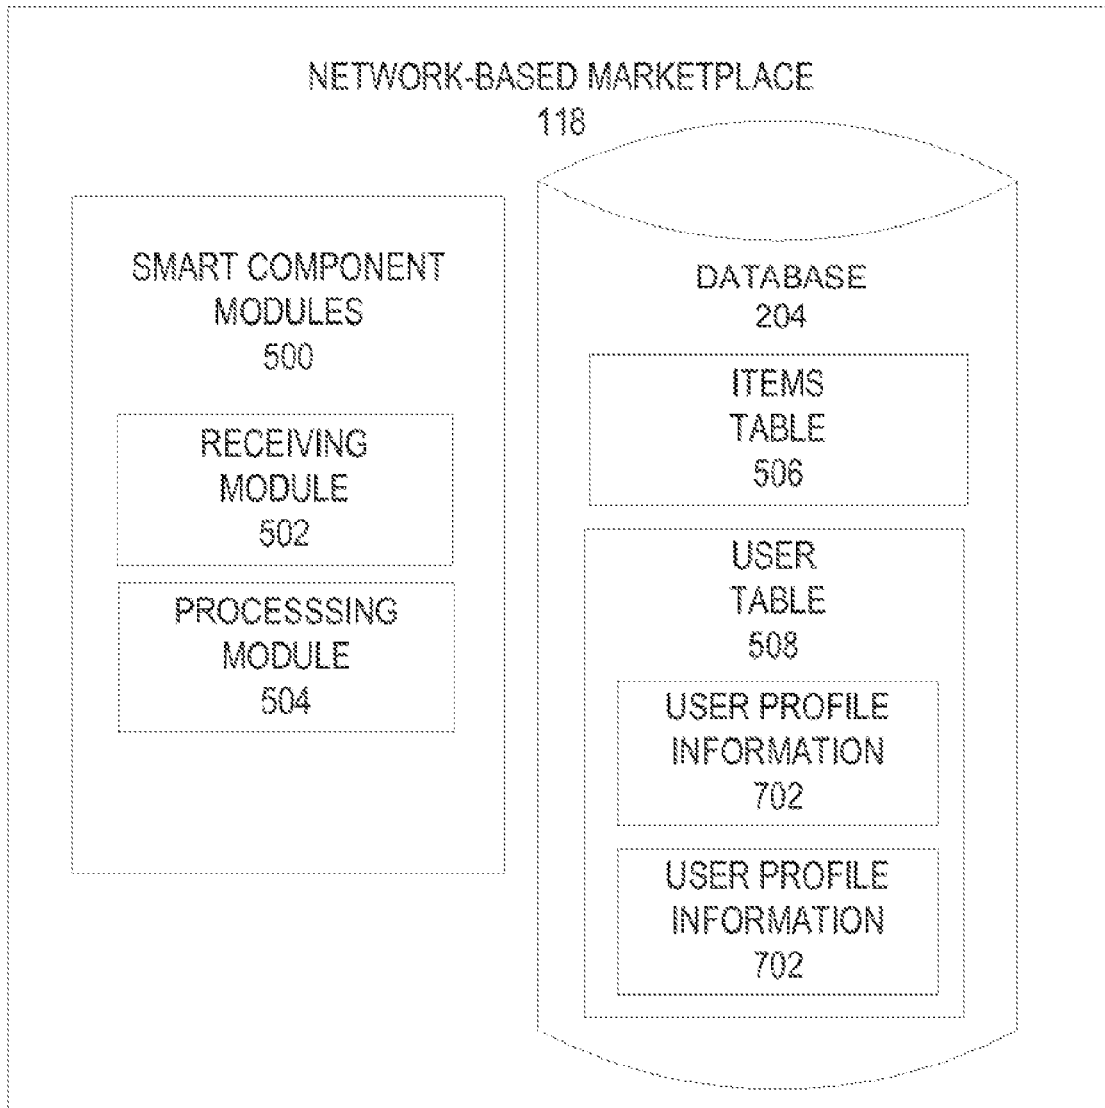 NETWORK-BASED MARKETPLACE
118
SMART COMPONENT
MODULES
500
RECEIVING
MODULE
502
PROCESSSING
MODULE
504
DATABASE
204
ITEMS
TABLE
506
USER
TABLE
508
USER PROFILE
INFORMATION
702
USER PROFILE
INFORMATION
702